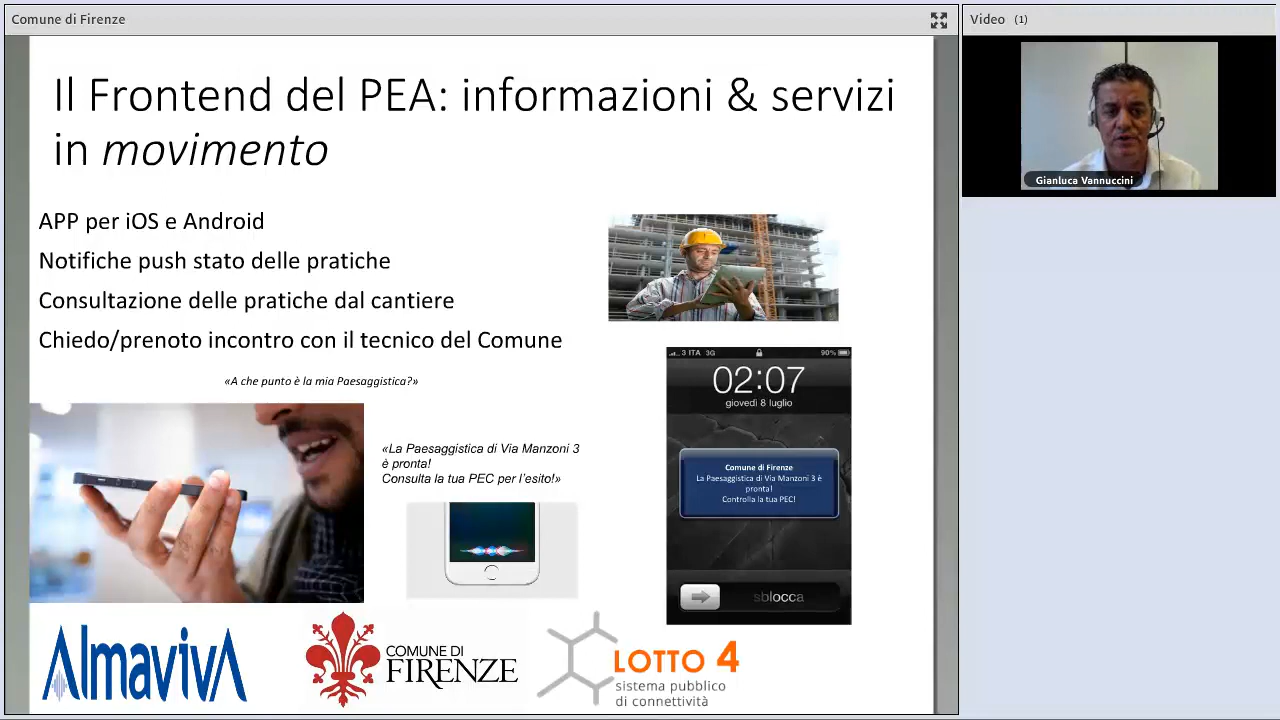 Comune di Firenze
Video (1)
Il Frontend del PEA: informazioni & servizi
in movimento
Gianluca Vannuccini
APP per iOS e Android
Notifiche push stato delle pratiche
Consultazione delle pratiche dal cantiere
Chiedo/prenoto incontro con il tecnico del Comune
«A che punto è la mia Paesaggistica?»
«La Paesaggistica di Via Manzoni 3
è pronta!
Consulta la tua PEC per l'esito!»
3 ITA 3G
90%
02:07
giovedì 8 luglio
Comune di Firenze
La Paesaggistica di Via Manzoni 3 è
pronta!
Controlla la tua PEC!
sblocca
Almaviva
COMUNE DI
FIRENZE
LOTTO 4
sistema pubblico
di connettività